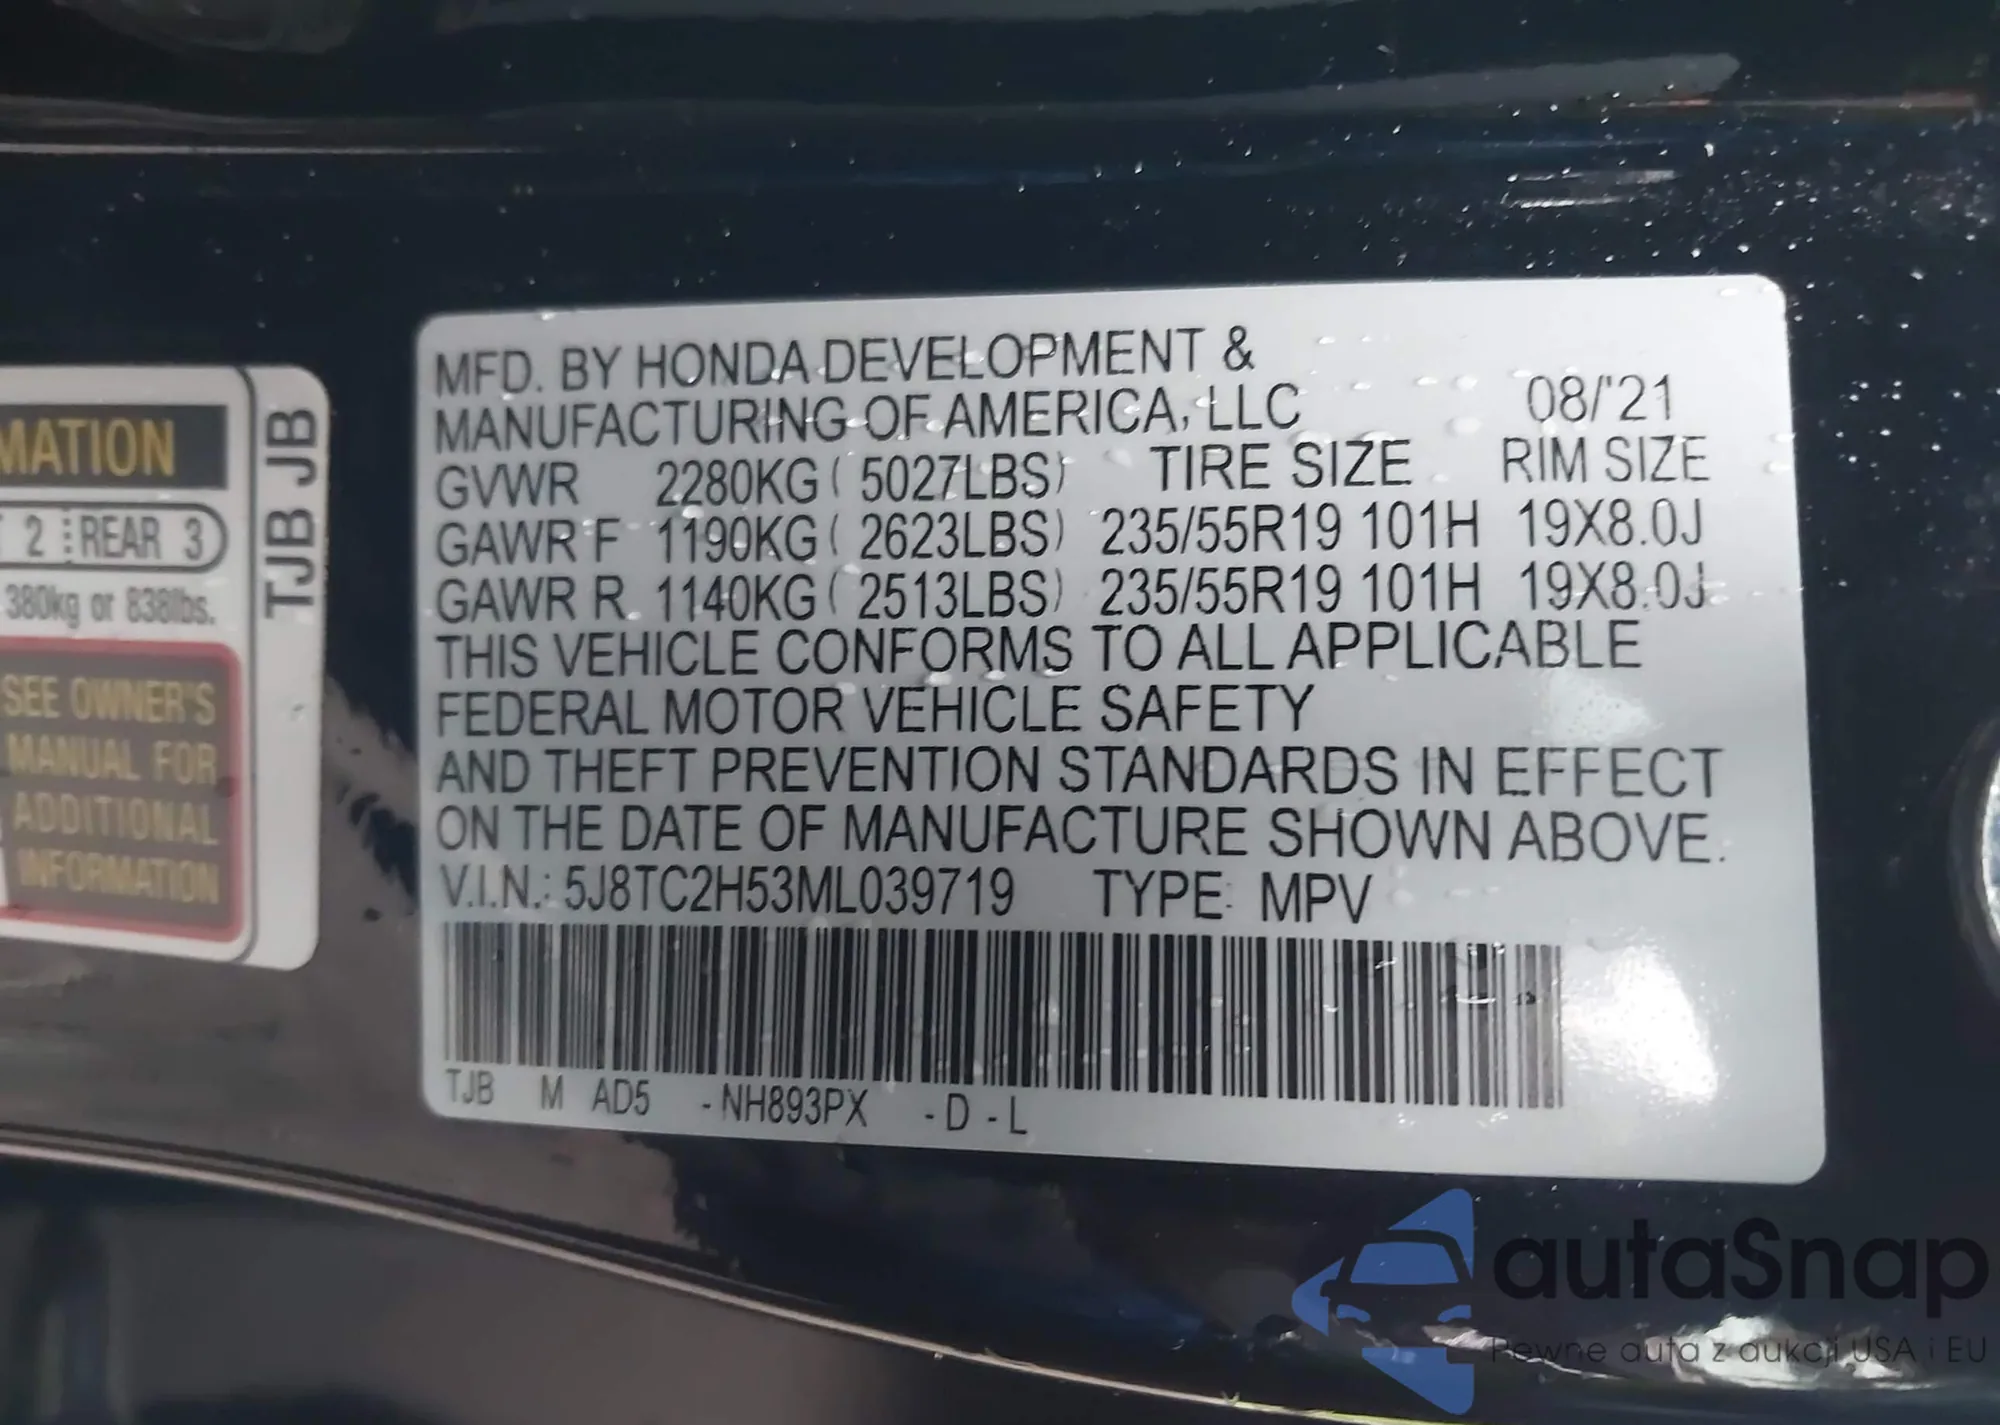 MATION
2 REAR 3
380kg or 838lbs.
SEE OWNER'S
MANUAL FOR
ADDITIONAL
INFORMATION
TJB JB
MFD. BY HONDA DEVELOPMENT &
MANUFACTURING OF AMERICA, LLC 08/'21
GVWR 2280KG ( 5027LBS) TIRE SIZE RIM SIZE
GAWR F 1190KG ( 2623LBS) 235/55R19 101H 19X8.0J
GAWR R 1140KG ( 2513LBS) 235/55R19 101H 19X8.0J
THIS VEHICLE CONFORMS TO ALL APPLICABLE
FEDERAL MOTOR VEHICLE SAFETY
AND THEFT PREVENTION STANDARDS IN EFFECT
ON THE DATE OF MANUFACTURE SHOWN ABOVE.
V.I.N.: 5J8TC2H53ML039719 TYPE: MPV
TJB M AD5 -NH893PX -D-L
autaSnap
Pewne auta z aukcji USA i EU